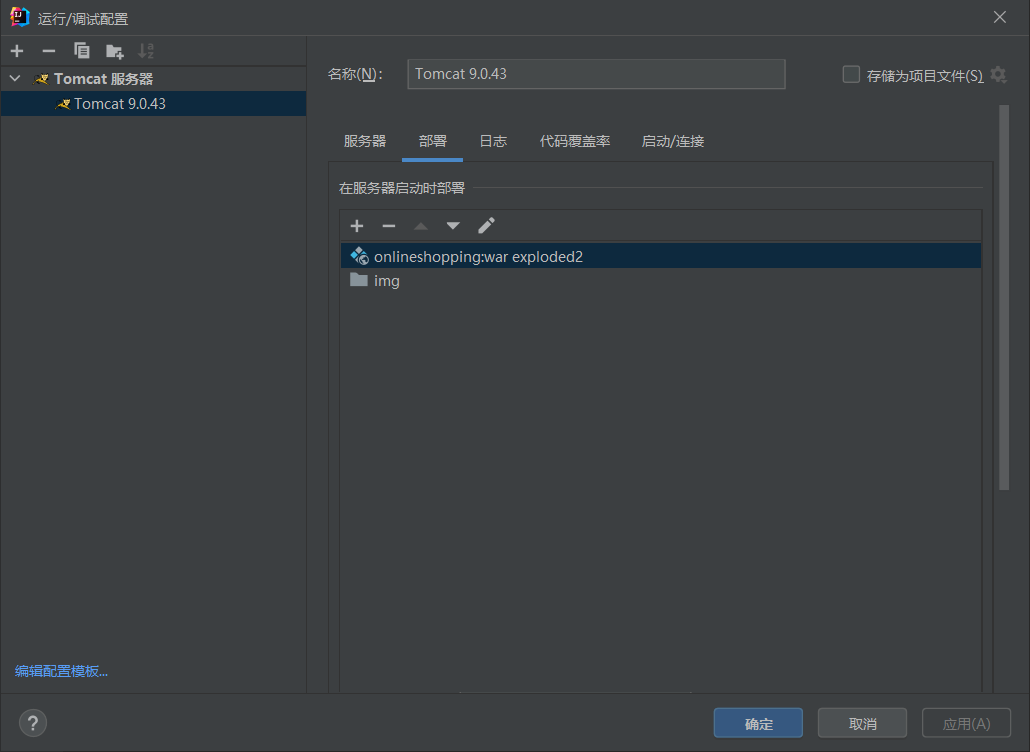 运行/调试配置
Tomcat 服务器
Tomcat 9.0.43
名称(N):
Tomcat 9.0.43
存储为项目文件(S)
服务器 部署 日志 代码覆盖率 启动/连接
在服务器启动时部署
onlineshopping:war exploded2
img
编辑配置模板...
?
确定 取消 应用(A)